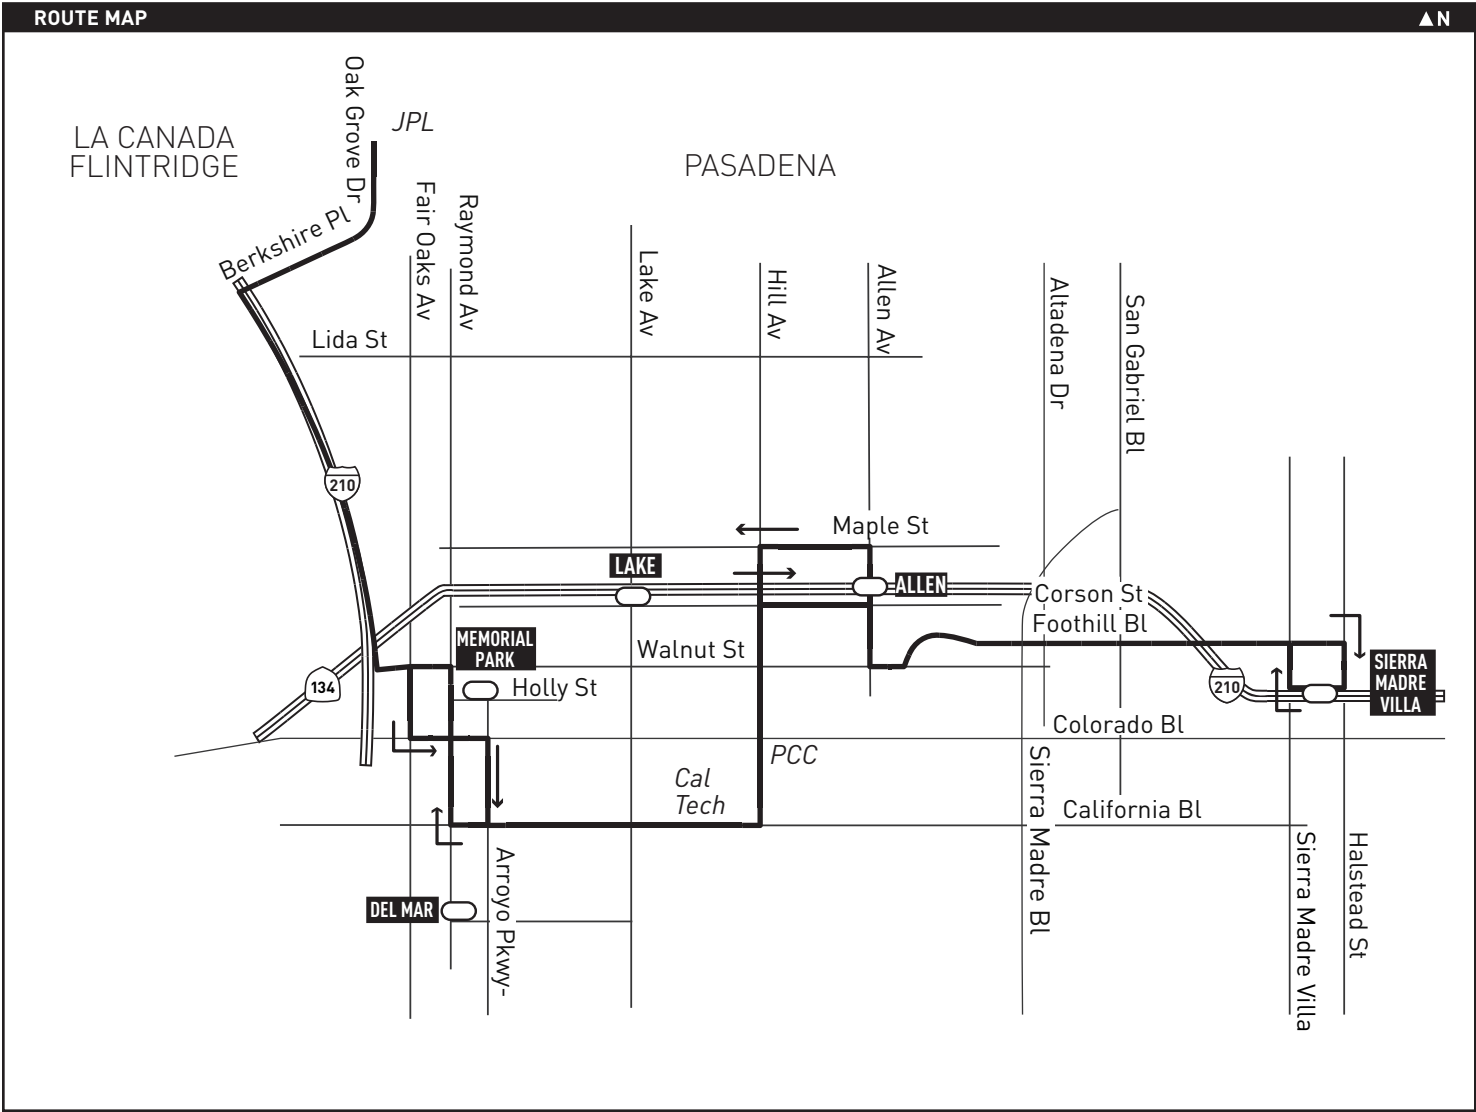 ROUTE MAP
N
Oak Grove Dr
JPL
LA CANADA
FLINTRIDGE
PASADENA
Berkshire Pl
Fair Oaks Av
Raymond Av
Lake Av
Hill Av
Allen Av
Altadena Dr
San Gabriel Bl
Lida St
210
Maple St
LAKE
ALLEN
Corson St
Foothill Bl
MEMORIAL
PARK
Walnut St
SIERRA
MADRE
VILLA
134
Holly St
210
Colorado Bl
PCC
Cal
Tech
Sierra Madre Bl
California Bl
Sierra Madre Villa
Halstead St
Arroyo Pkwy-
DEL MAR